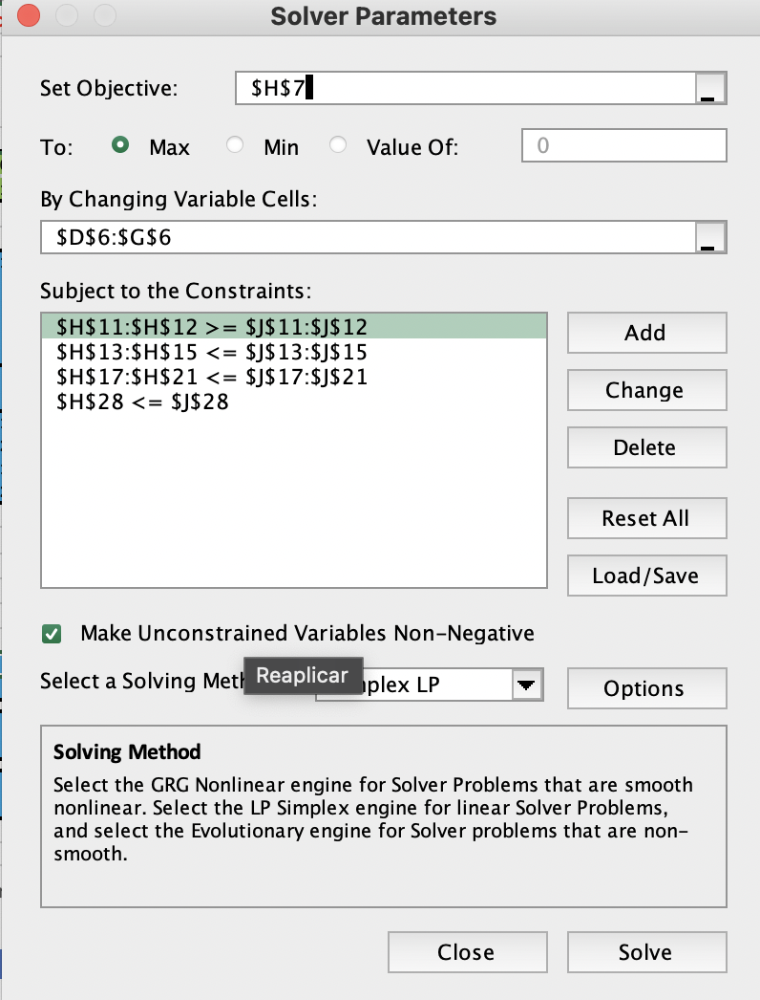 Solver Parameters
Set Objective: $H$7
To: Max Min Value Of: 0
By Changing Variable Cells:
$D$6:$G$6
Subject to the Constraints:
$H$11:$H$12 >= $J$11:$J$12
$H$13:$H$15 <= $J$13:$J$15
$H$17:$H$21 <= $J$17:$J$21
$H$28 <= $J$28
Add
Change
Delete
Reset All
Load/Save
Make Unconstrained Variables Non-Negative
Select a Solving Reaplicar LP
Options
Solving Method
Select the GRG Nonlinear engine for Solver Problems that are smooth
nonlinear. Select the LP Simplex engine for linear Solver Problems,
and select the Evolutionary engine for Solver problems that are non-
smooth.
Close Solve